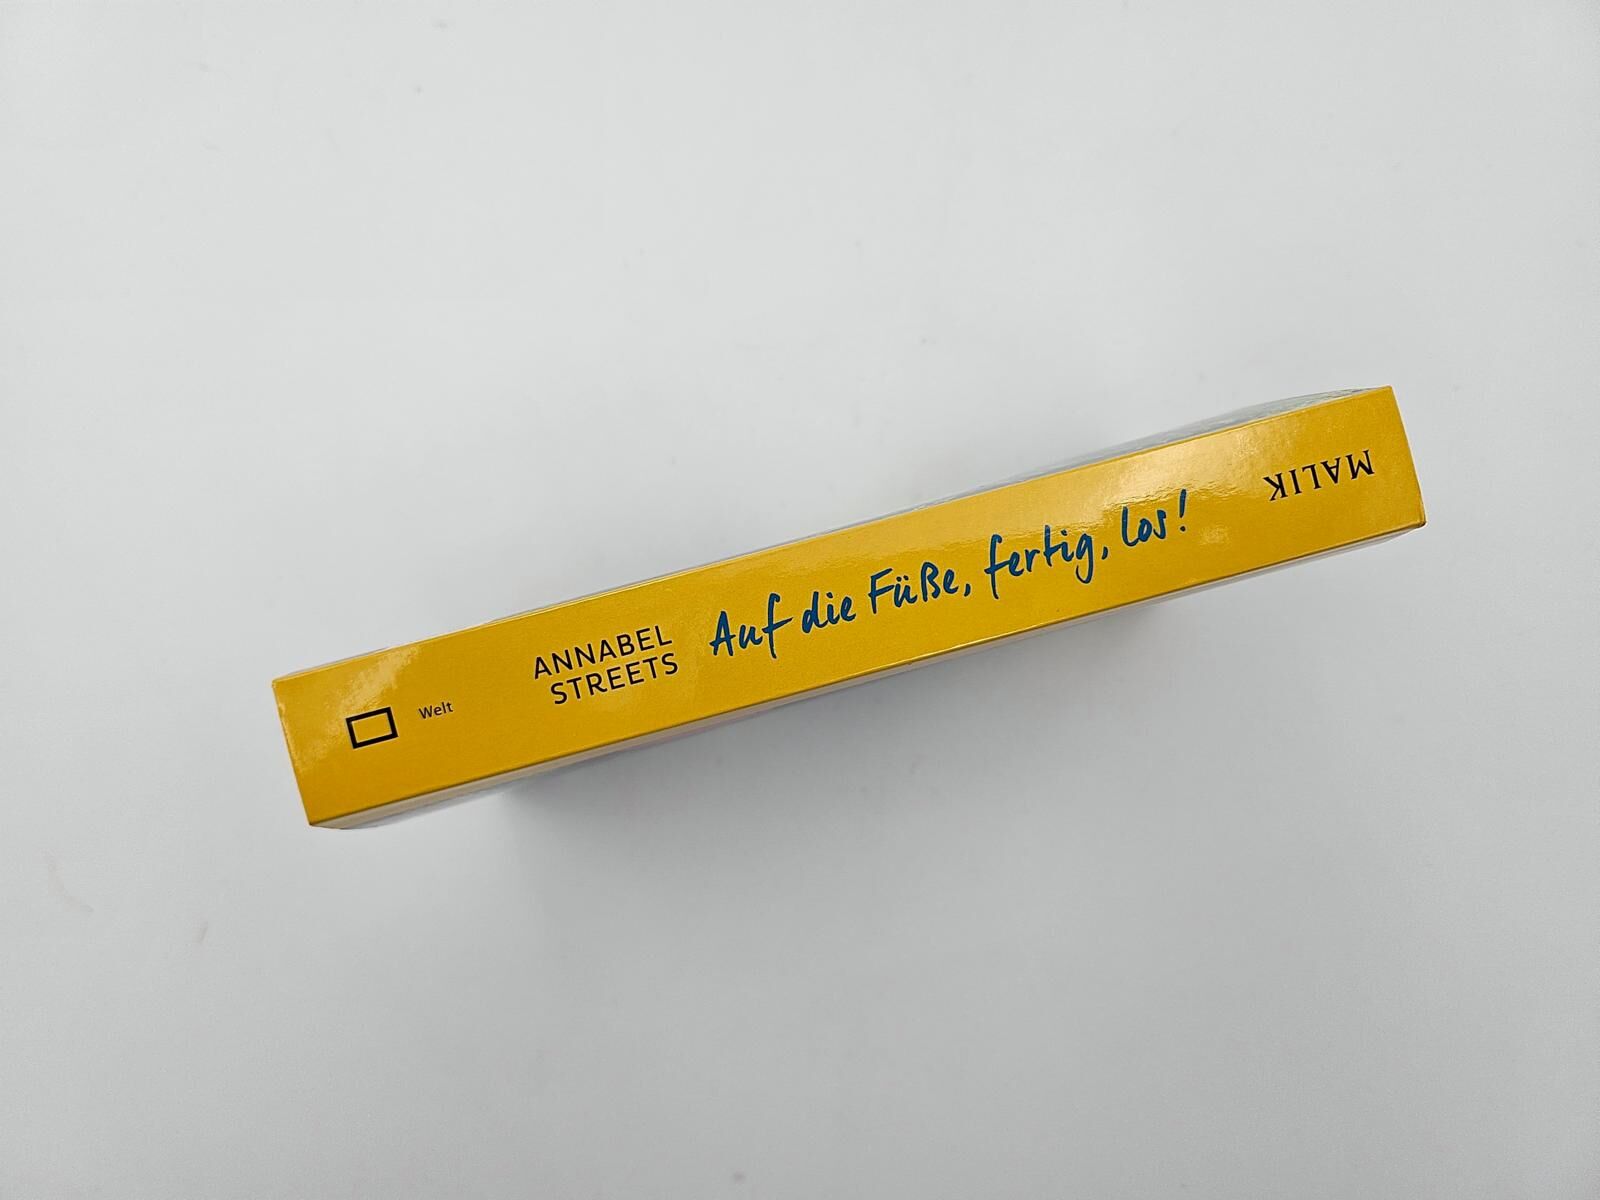 Welt
ANNABEL
STREETS
Auf die Füße, fertig, los!
MALIK